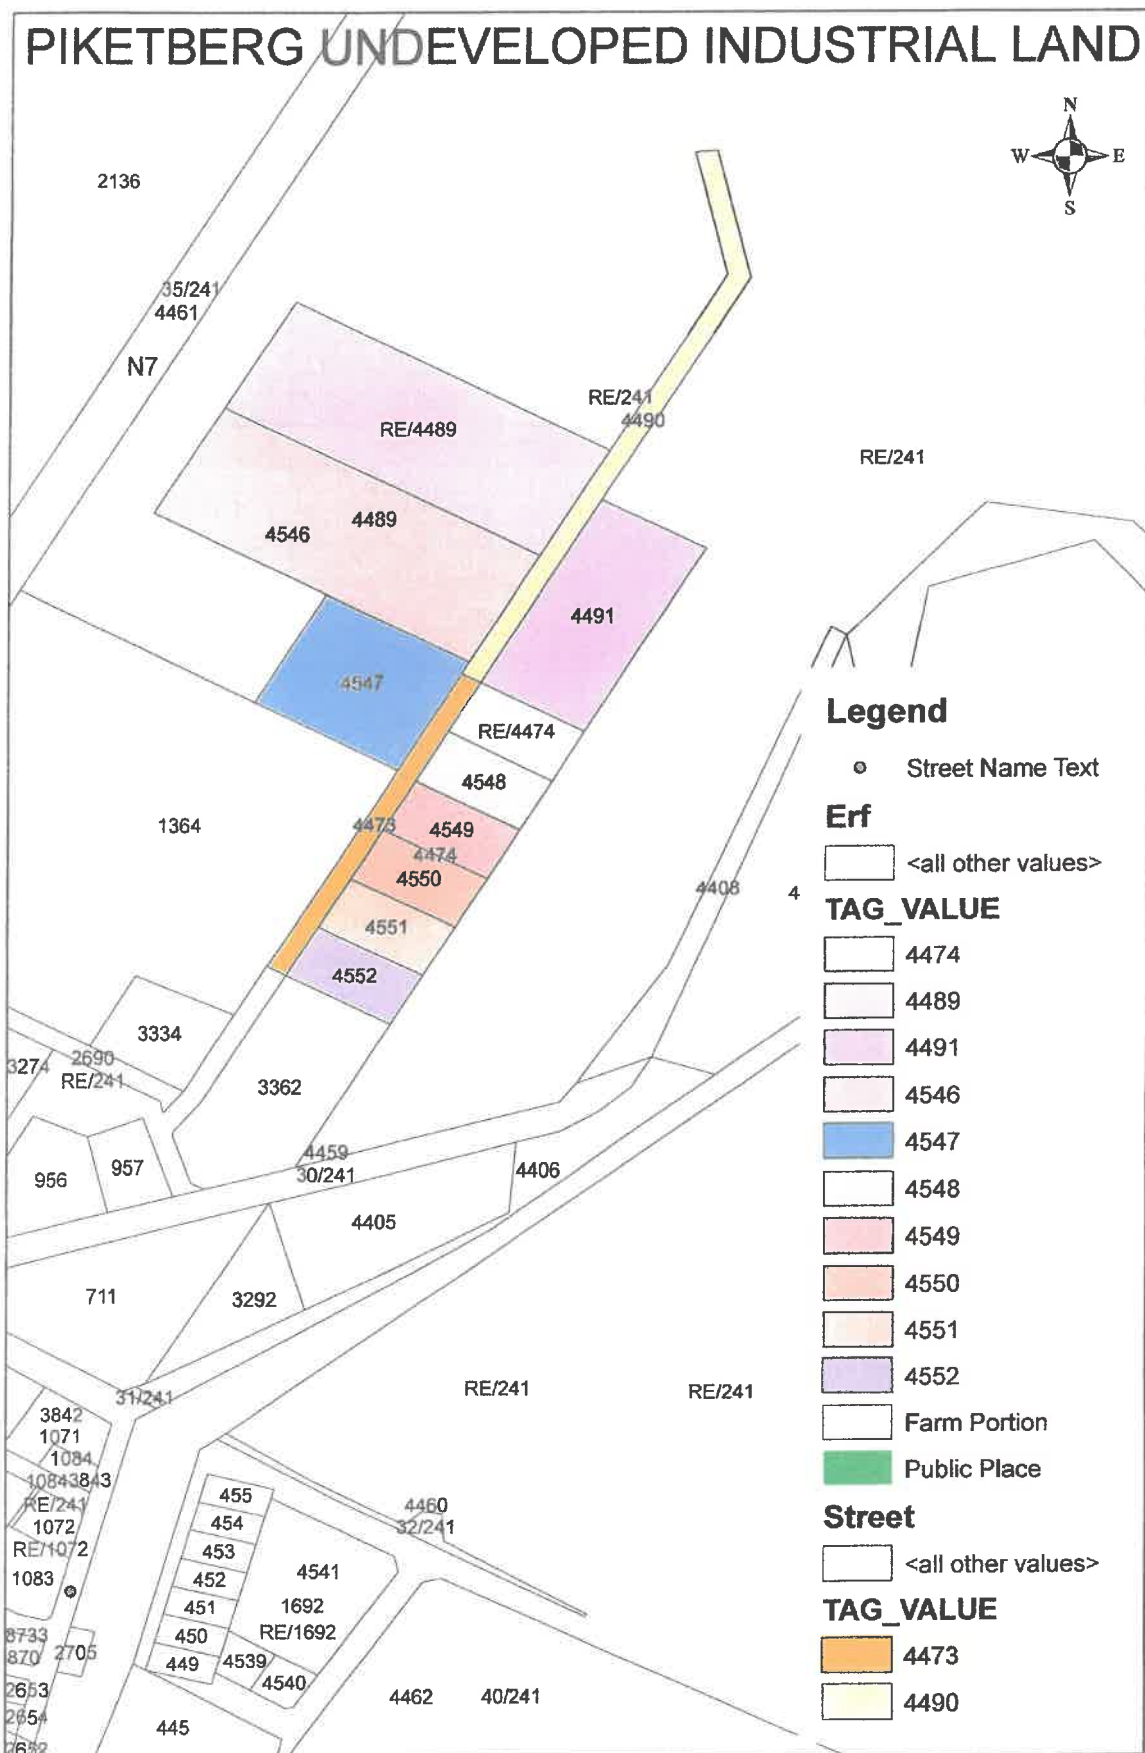 PIKETBERG UNDEVELOPED INDUSTRIAL LAND
N
W E
S
2136
35/241
4461
N7
RE/241
4490
RE/4489
RE/241
4489
4546
4491
4547
RE/4474
4548
4473
4549
1364
4474
4550
4408
4
4551
4552
3334
2690
3274
RE/241
3362
4459
30/241
957
956
4406
4405
711
3292
31/241
RE/241
RE/241
3842
1071
1084
10843843
RE/241
1072
RE/1072
1083
455
454
453
452
451
450
449
4460
32/241
4541
1692
RE/1692
4539
4540
2705
870
2653
2654
445
4462
40/241
Legend
Street Name Text
Erf
<all other values>
TAG_VALUE
4474
4489
4491
4546
4547
4548
4549
4550
4551
4552
Farm Portion
Public Place
Street
<all other values>
TAG_VALUE
4473
4490